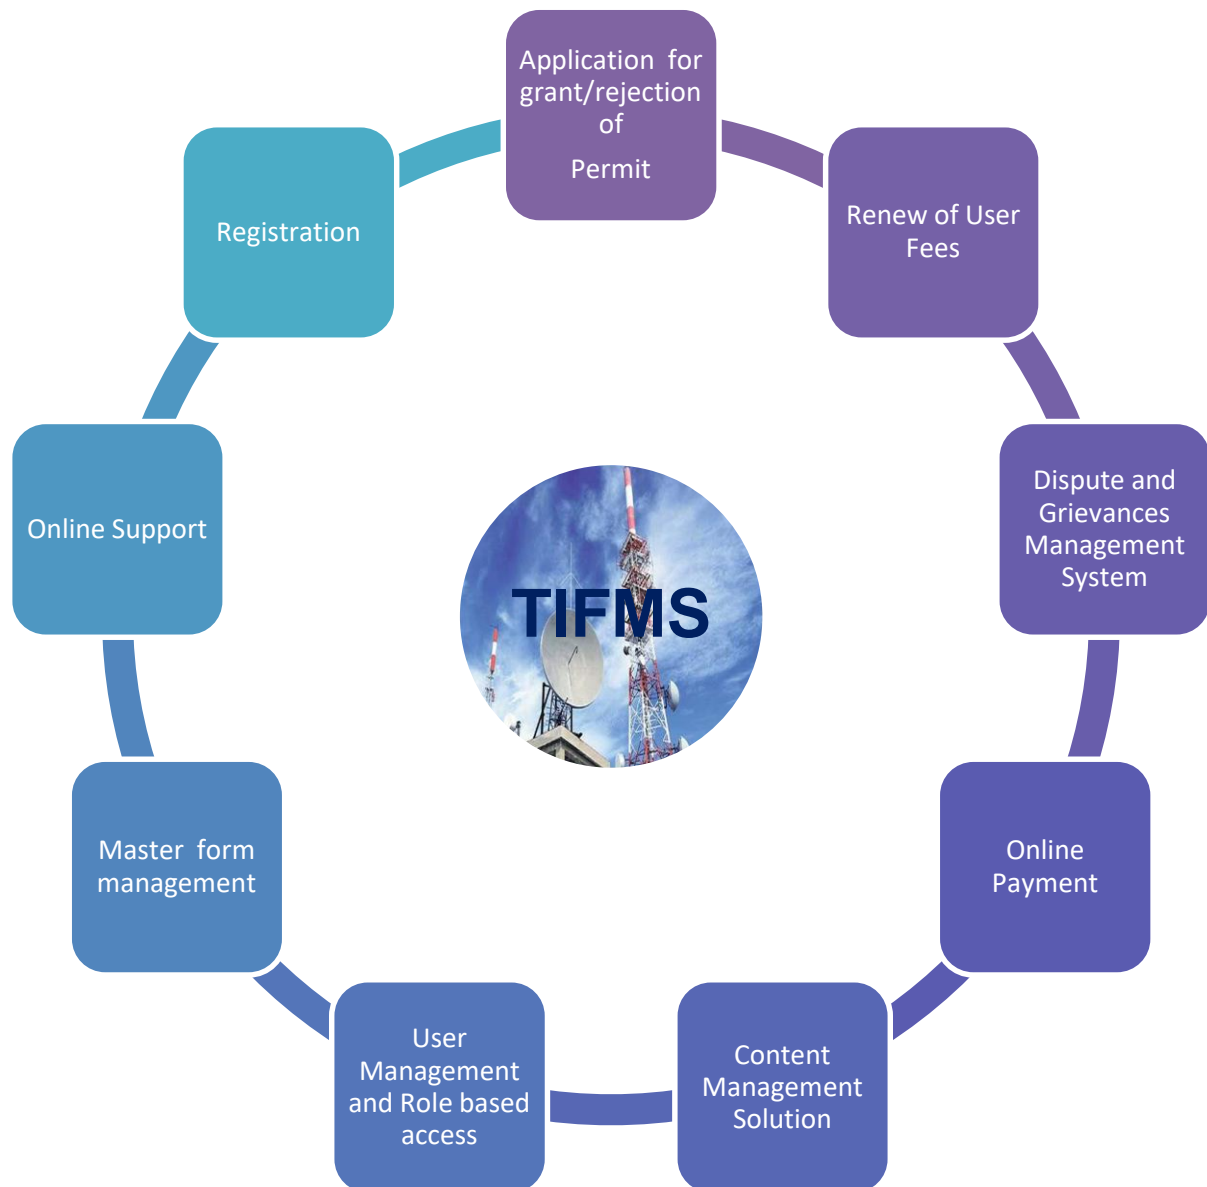 Application for
grant/rejection
of
Permit
Renew of User
Fees
Dispute and
Grievances
Management
System
Online
Payment
Content
Management
Solution
User
Management
and Role based
access
Master form
management
Online Support
Registration
TIFMS